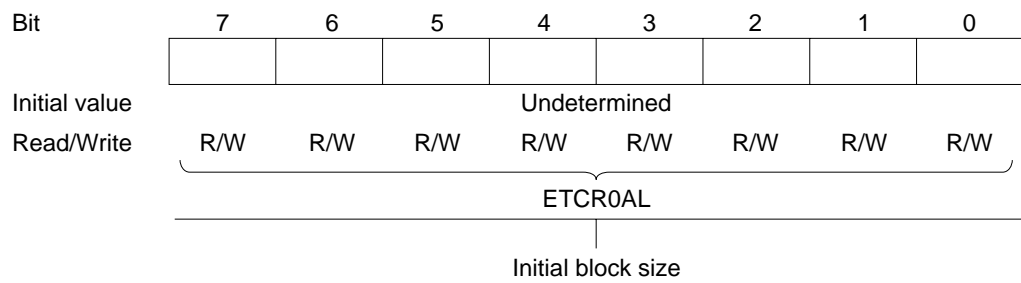 Bit 7 6 5 4 3 2 1 0
Initial value Undetermined
Read/Write R/W R/W R/W R/W R/W R/W R/W R/W
ETCR0AL
Initial block size